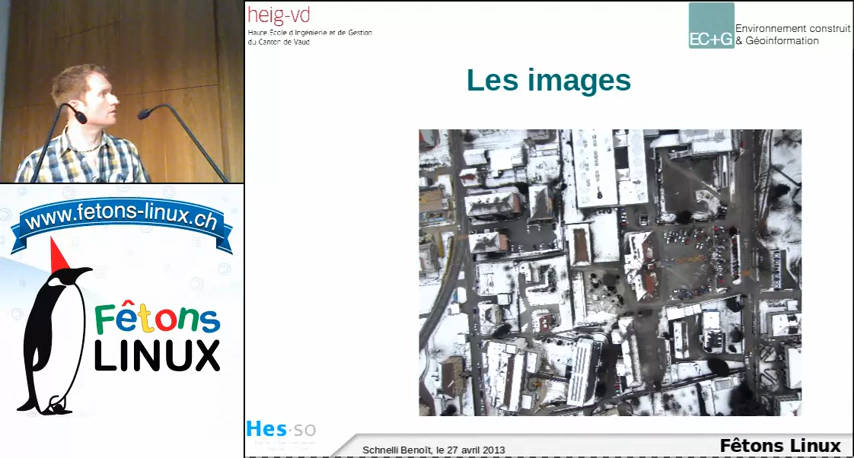 heig-vd
Haute Ecole d'Ingénierie et de Gestion
du Canton de Vaud
EC+G
Environnement construit
& Géoinformation
Les images
www.fetons-linux.ch
Fêtons
LINUX
Hes·so
Schnelli Benoît, le 27 avril 2013
Fêtons Linux